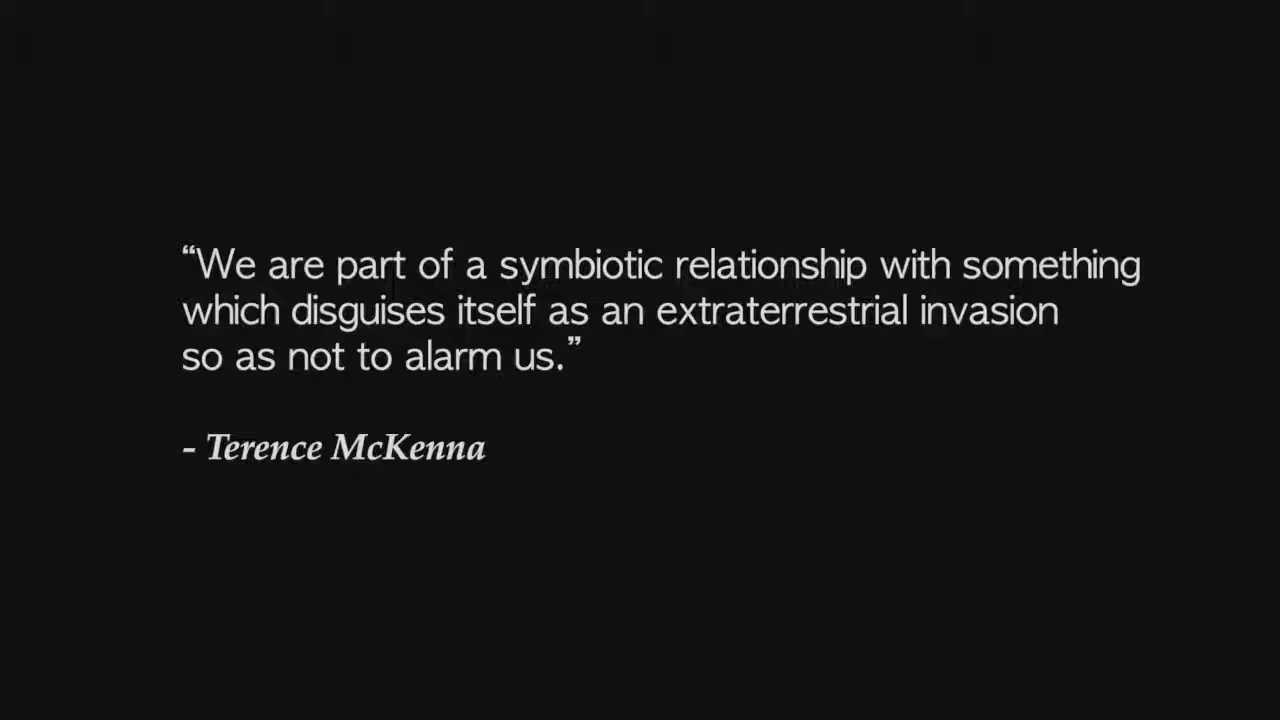 “We are part of a symbiotic relationship with something
which disguises itself as an extraterrestrial invasion
so as not to alarm us.”
- Terence McKenna